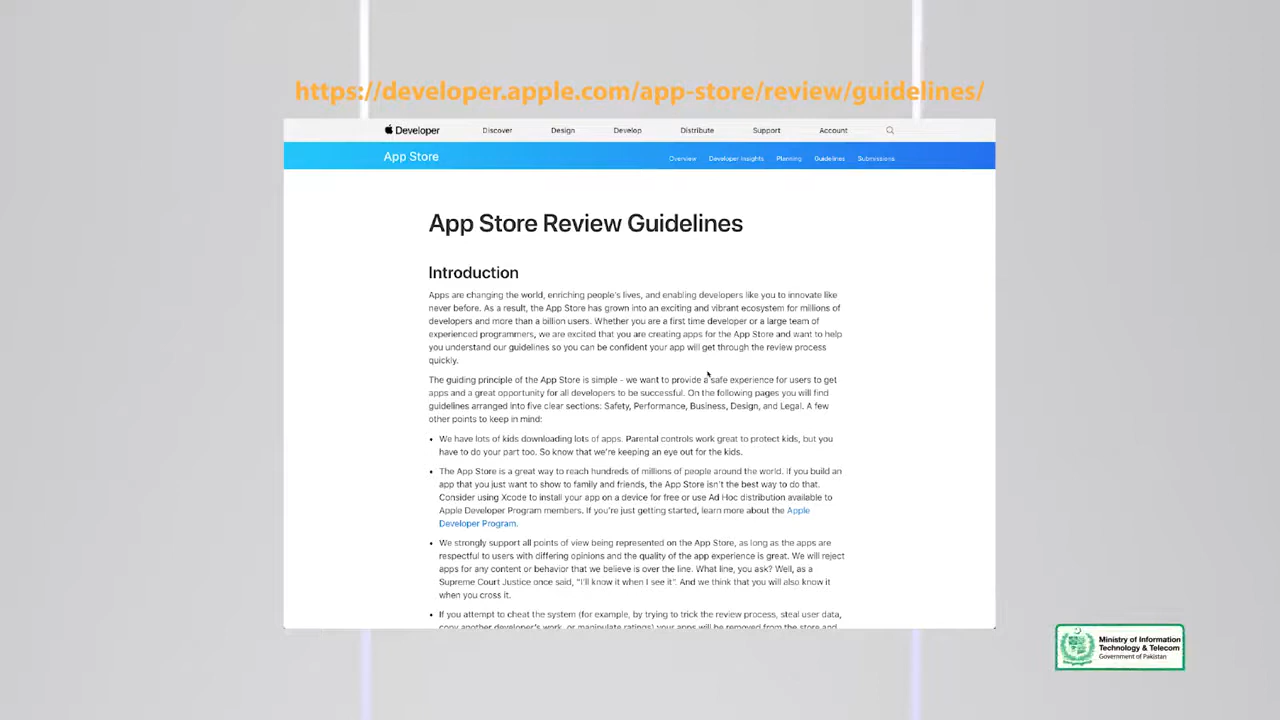 https://developer.apple.com/app-store/review/guidelines/
Developer Discover Design Develop Distribute Support Account
App Store Overview Developer Insights Planning Guidelines Submissions
App Store Review Guidelines
Introduction
Apps are changing the world, enriching people's lives, and enabling developers like you to innovate like
never before. As a result, the App Store has grown into an exciting and vibrant ecosystem for millions of
developers and more than a billion users. Whether you are a first time developer or a large team of
experienced programmers, we are excited that you are creating apps for the App Store and want to help
you understand our guidelines so you can be confident your app will get through the review process
quickly.
The guiding principle of the App Store is simple - we want to provide a safe experience for users to get
apps and a great opportunity for all developers to be successful. On the following pages you will find
guidelines arranged into five clear sections: Safety, Performance, Business, Design, and Legal. A few
other points to keep in mind:
• We have lots of kids downloading lots of apps. Parental controls work great to protect kids, but you
have to do your part too. So know that we're keeping an eye out for the kids.
• The App Store is a great way to reach hundreds of millions of people around the world. If you build an
app that you just want to show to family and friends, the App Store isn't the best way to do that.
Consider using Xcode to install your app on a device for free or use Ad Hoc distribution available to
Apple Developer Program members. If you're just getting started, learn more about the Apple
Developer Program.
• We strongly support all points of view being represented on the App Store, as long as the apps are
respectful to users with differing opinions and the quality of the app experience is great. We will reject
apps for any content or behavior that we believe is over the line. What line, you ask? Well, as a
Supreme Court Justice once said, "I'll know it when I see it". And we think that you will also know it
when you cross it.
• If you attempt to cheat the system (for example, by trying to trick the review process, steal user data,
copy another developer's work, or manipulate ratings) your apps will be removed from the store and
Ministry of Information
Technology & Telecom
Government of Pakistan